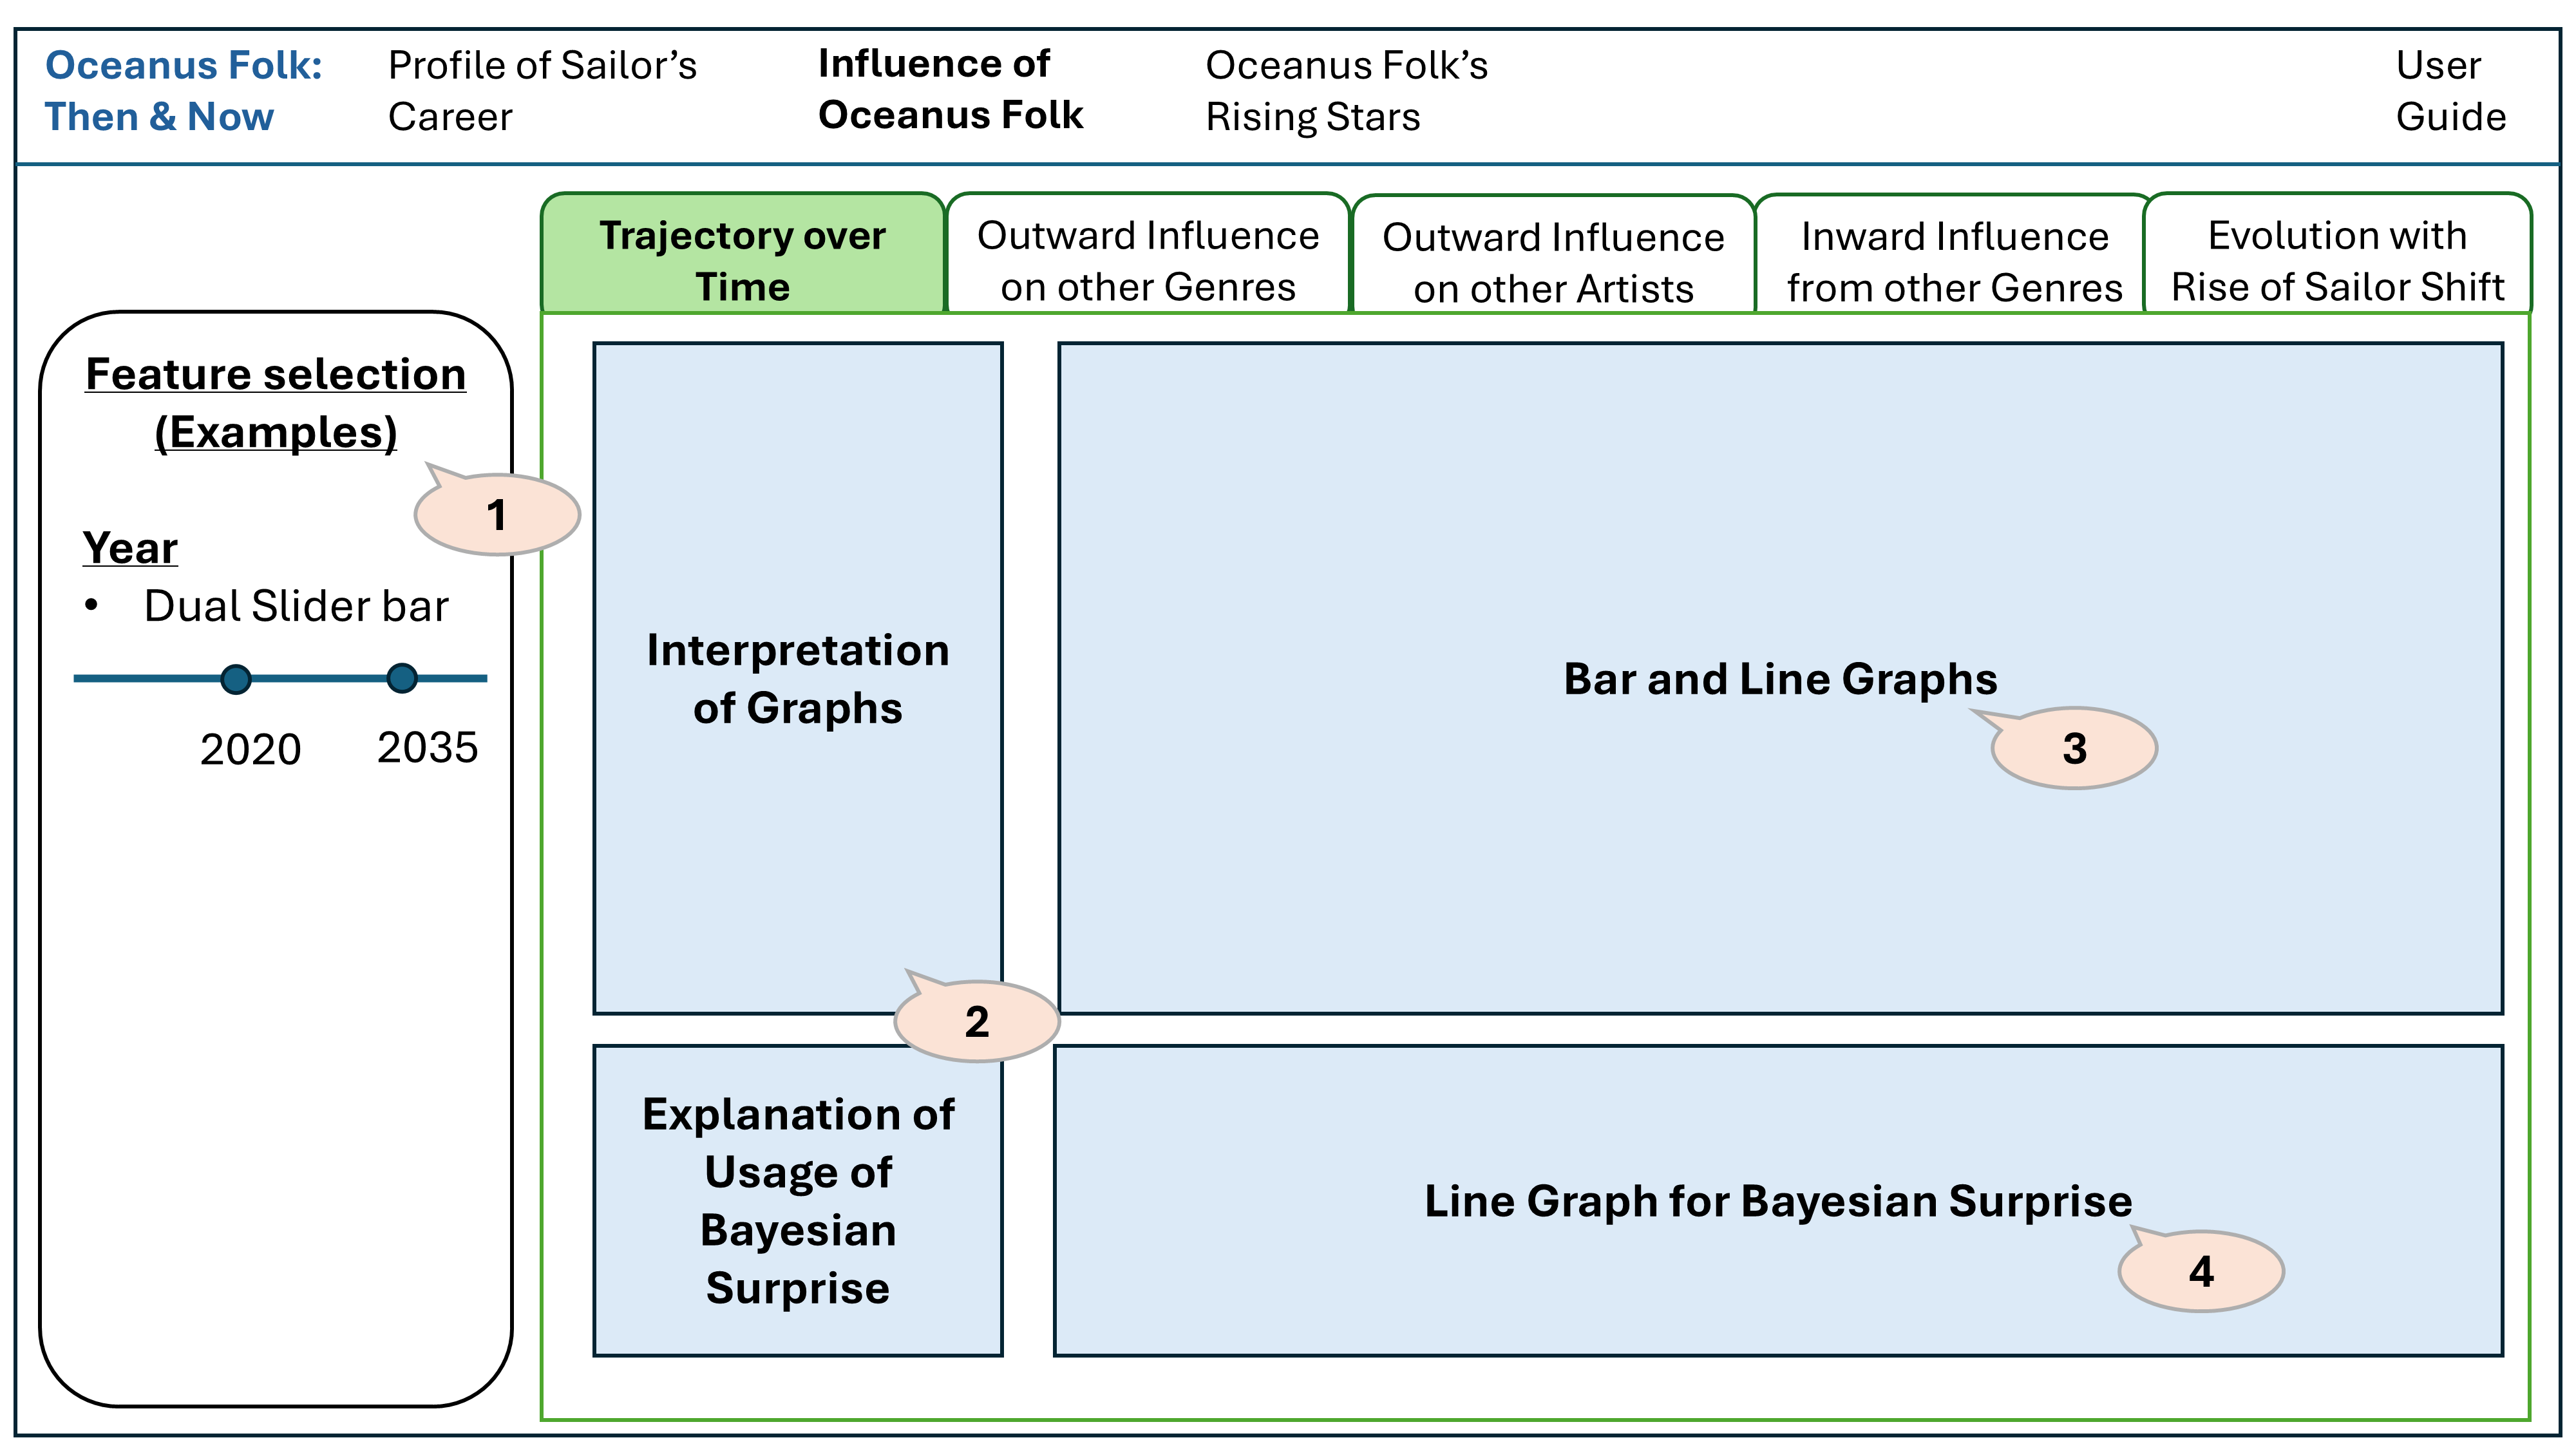 Oceanus Folk:
Then & Now
Profile of Sailor’s
Career
Influence of
Oceanus Folk
Oceanus Folk’s
Rising Stars
User
Guide
Trajectory over
Time
Outward Influence
on other Genres
Outward Influence
on other Artists
Inward Influence
from other Genres
Evolution with
Rise of Sailor Shift
Feature selection
(Examples)
1
Year
• Dual Slider bar
2020 2035
Interpretation
of Graphs
2
Bar and Line Graphs
3
Explanation of
Usage of
Bayesian
Surprise
Line Graph for Bayesian Surprise
4